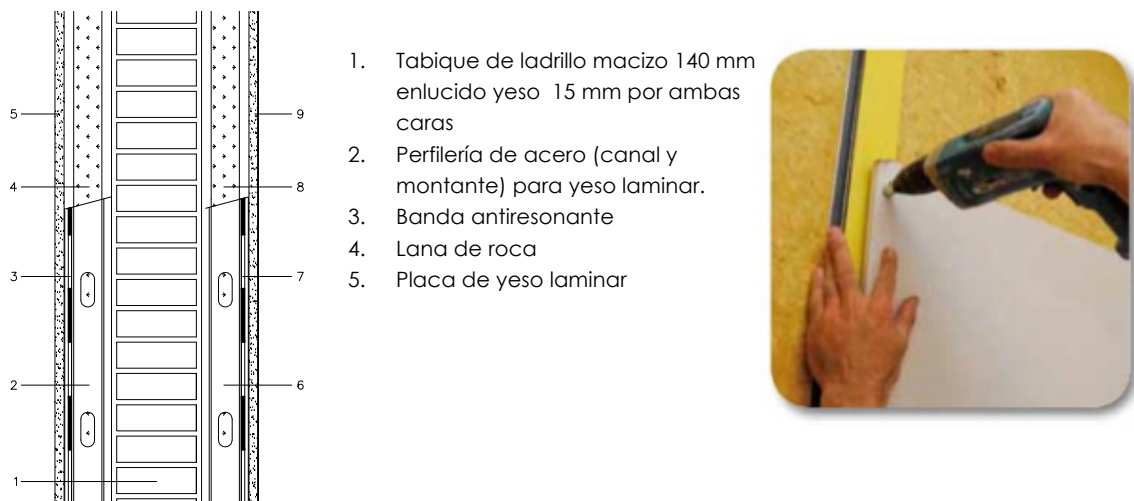 5
9
4
8
3
7
2
6
1
1. Tabique de ladrillo macizo 140 mm
enlucido yeso 15 mm por ambas
caras
2. Perfilería de acero (canal y
montante) para yeso laminar.
3. Banda antiresonante
4. Lana de roca
5. Placa de yeso laminar